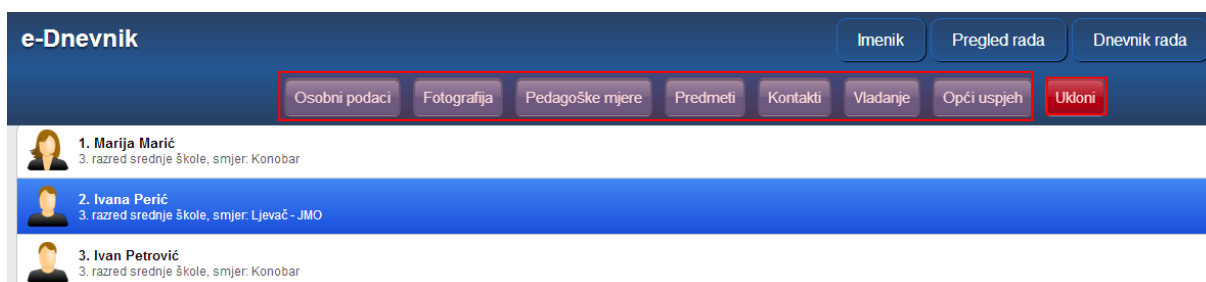 e-Dnevnik Imenik Pregled rada Dnevnik rada
Osobni podaci Fotografija Pedagoške mjere Predmeti Kontakti Vladanje Opći uspjeh Ukloni
1. Marija Marić
3. razred srednje škole, smjer: Konobar
2. Ivana Perić
3. razred srednje škole, smjer: Ljevač - JMO
3. Ivan Petrović
3. razred srednje škole, smjer: Konobar